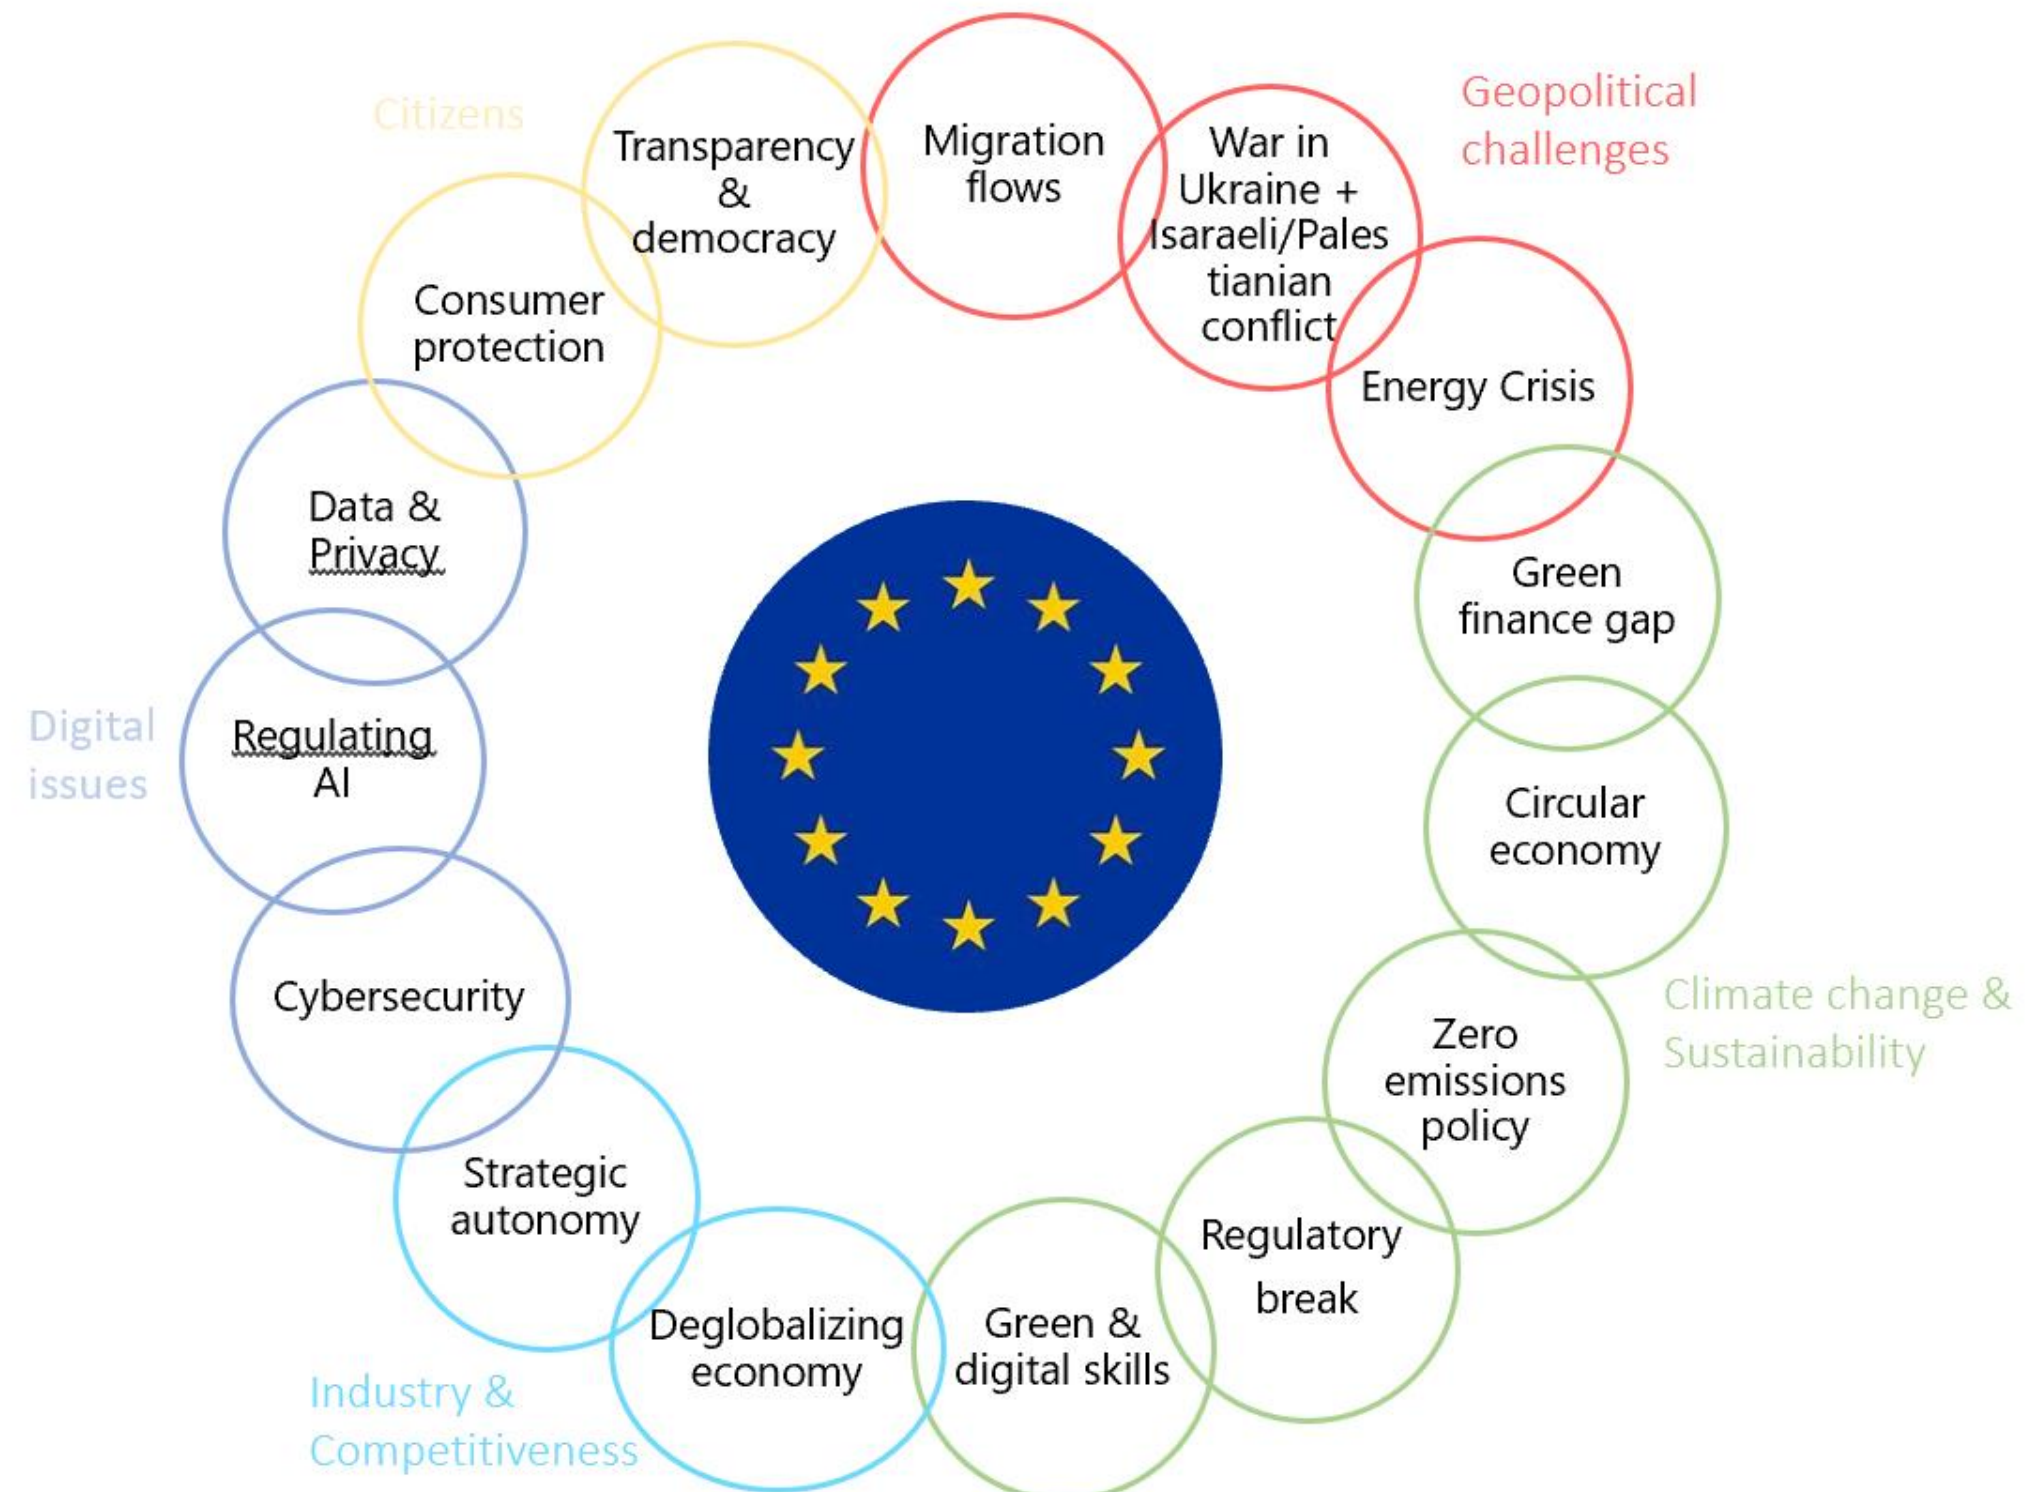 Citizens
Transparency
&
democracy
Migration
flows
War in
Ukraine +
Isaraeli/Pales
tianian
conflict
Geopolitical
challenges
Consumer
protection
Energy Crisis
Data &
Privacy
Green
finance gap
Digital
issues
Regulating
AI
Circular
economy
Cybersecurity
Climate change &
Sustainability
Zero
emissions
policy
Strategic
autonomy
Regulatory
break
Deglobalizing
economy
Green &
digital skills
Industry &
Competitiveness